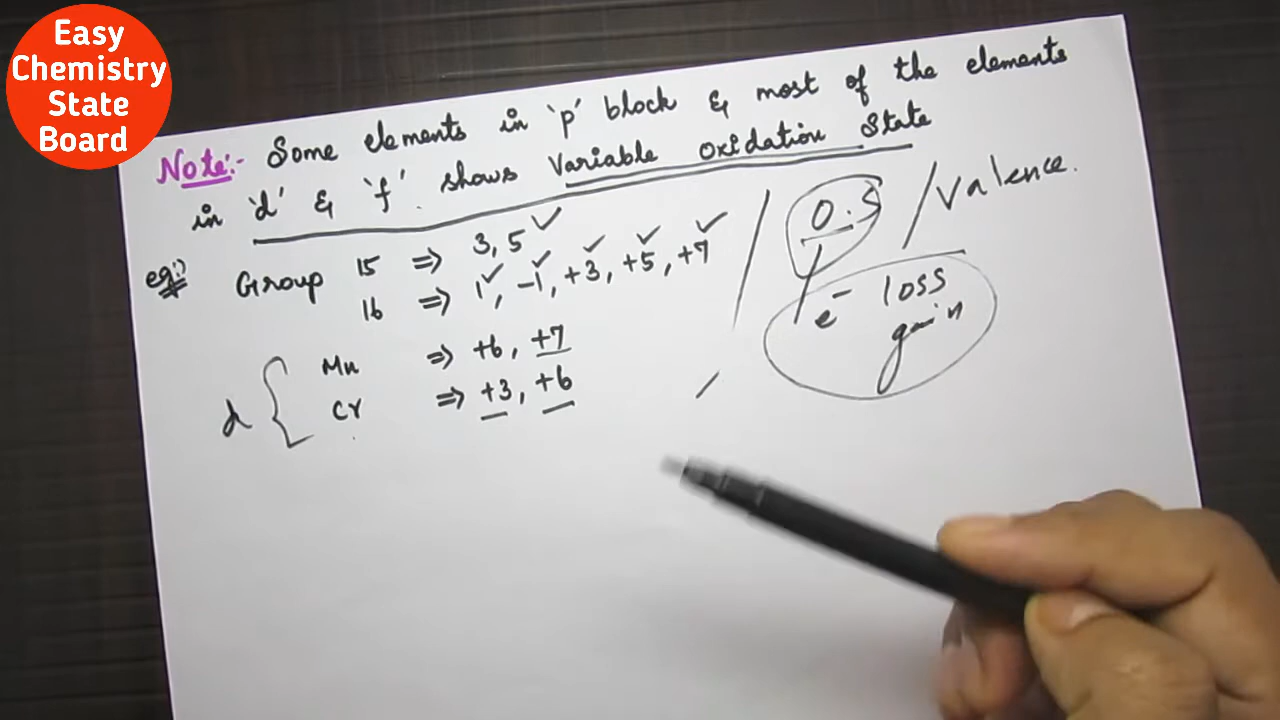 Easy
Chemistry
State
Board
Note:- Some elements in 'p' block & most of the elements
in 'd' & 'f' shows Variable oxidation State
eg:) Group 15 => 3, 5 ✓ / O.S / Valence.
16 => 1, -1, +3, +5, +7
e⁻ loss
gain
d { Mn => +6, +7
Cr => +3, +6